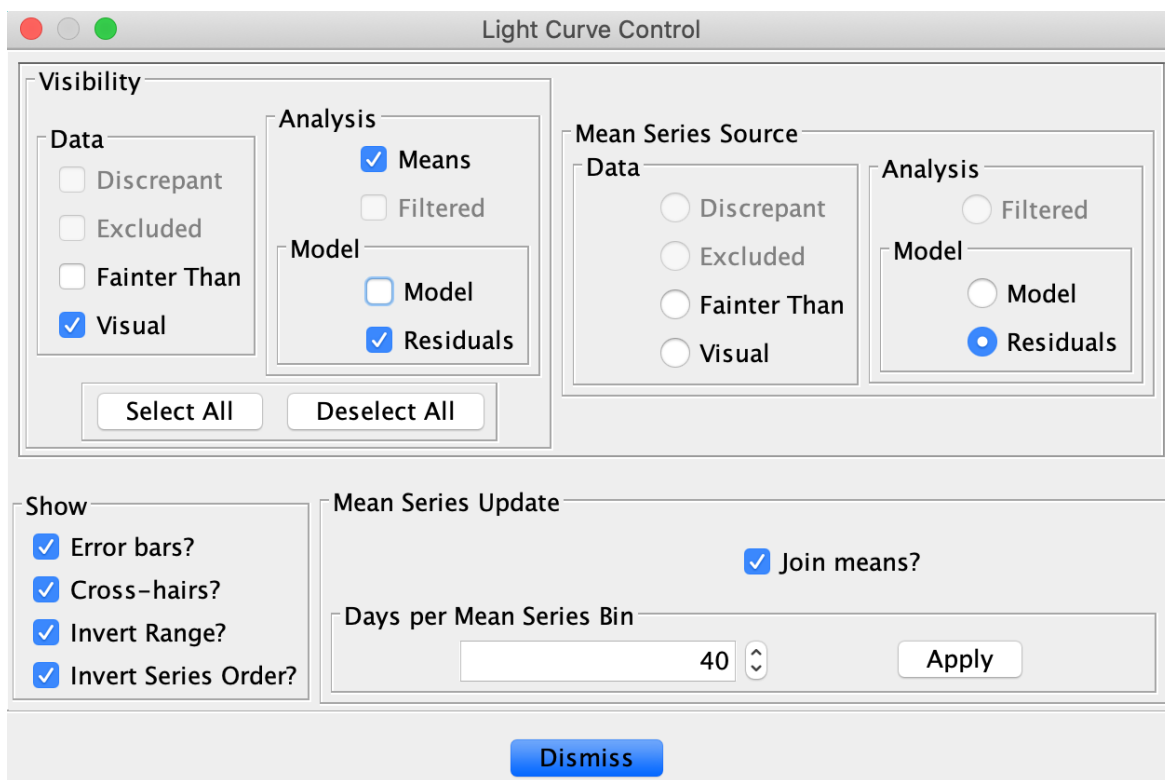 Light Curve Control
Visibility
Data
Discrepant
Excluded
Fainter Than
Visual
Analysis
Means
Filtered
Model
Model
Residuals
Select All
Deselect All
Mean Series Source
Data
Discrepant
Excluded
Fainter Than
Visual
Analysis
Filtered
Model
Model
Residuals
Show
Error bars?
Cross-hairs?
Invert Range?
Invert Series Order?
Mean Series Update
Join means?
Days per Mean Series Bin
40
Apply
Dismiss